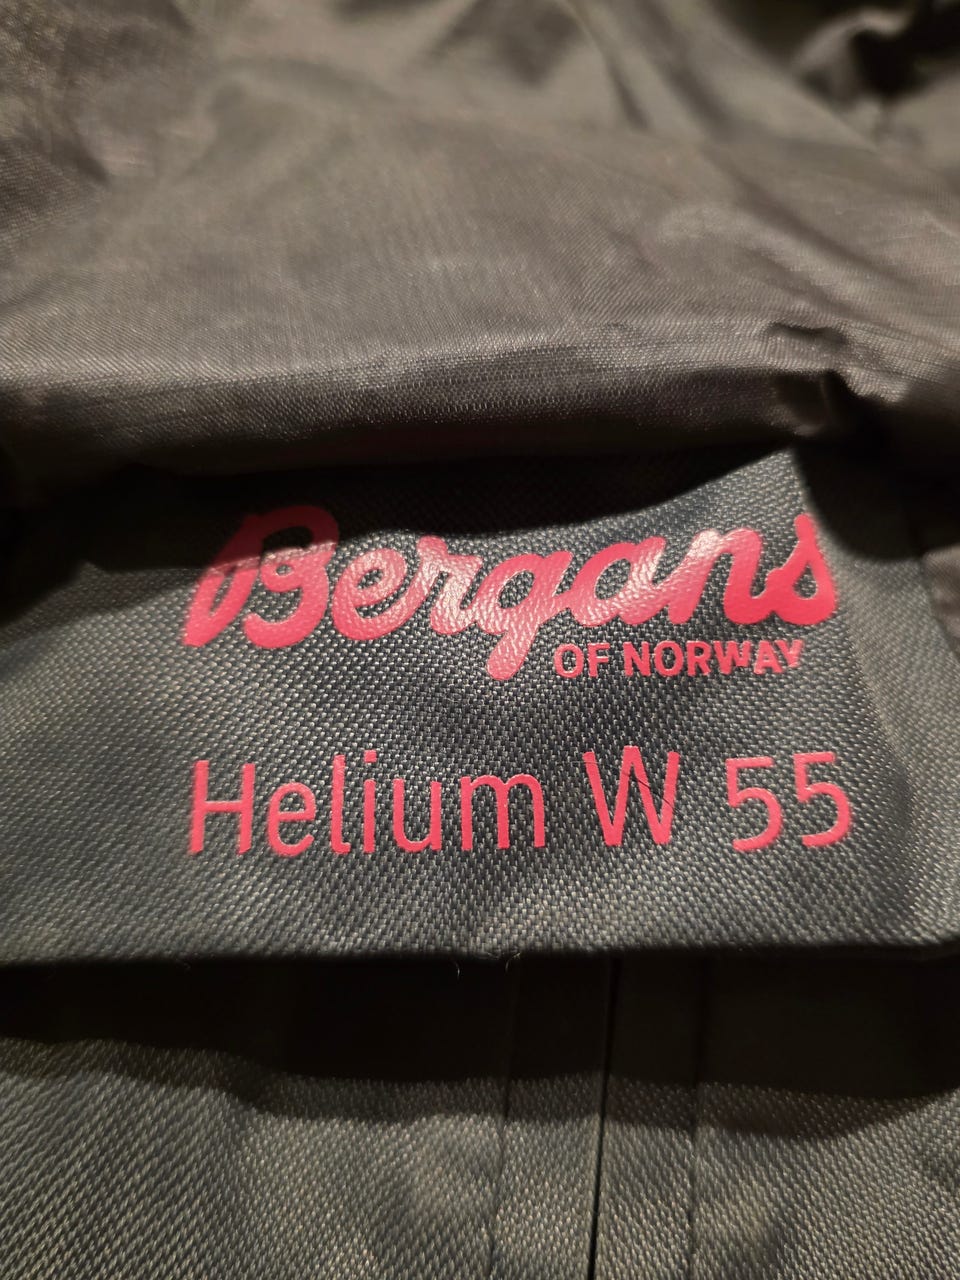 Bergans
OF NORWAY
Helium W 55